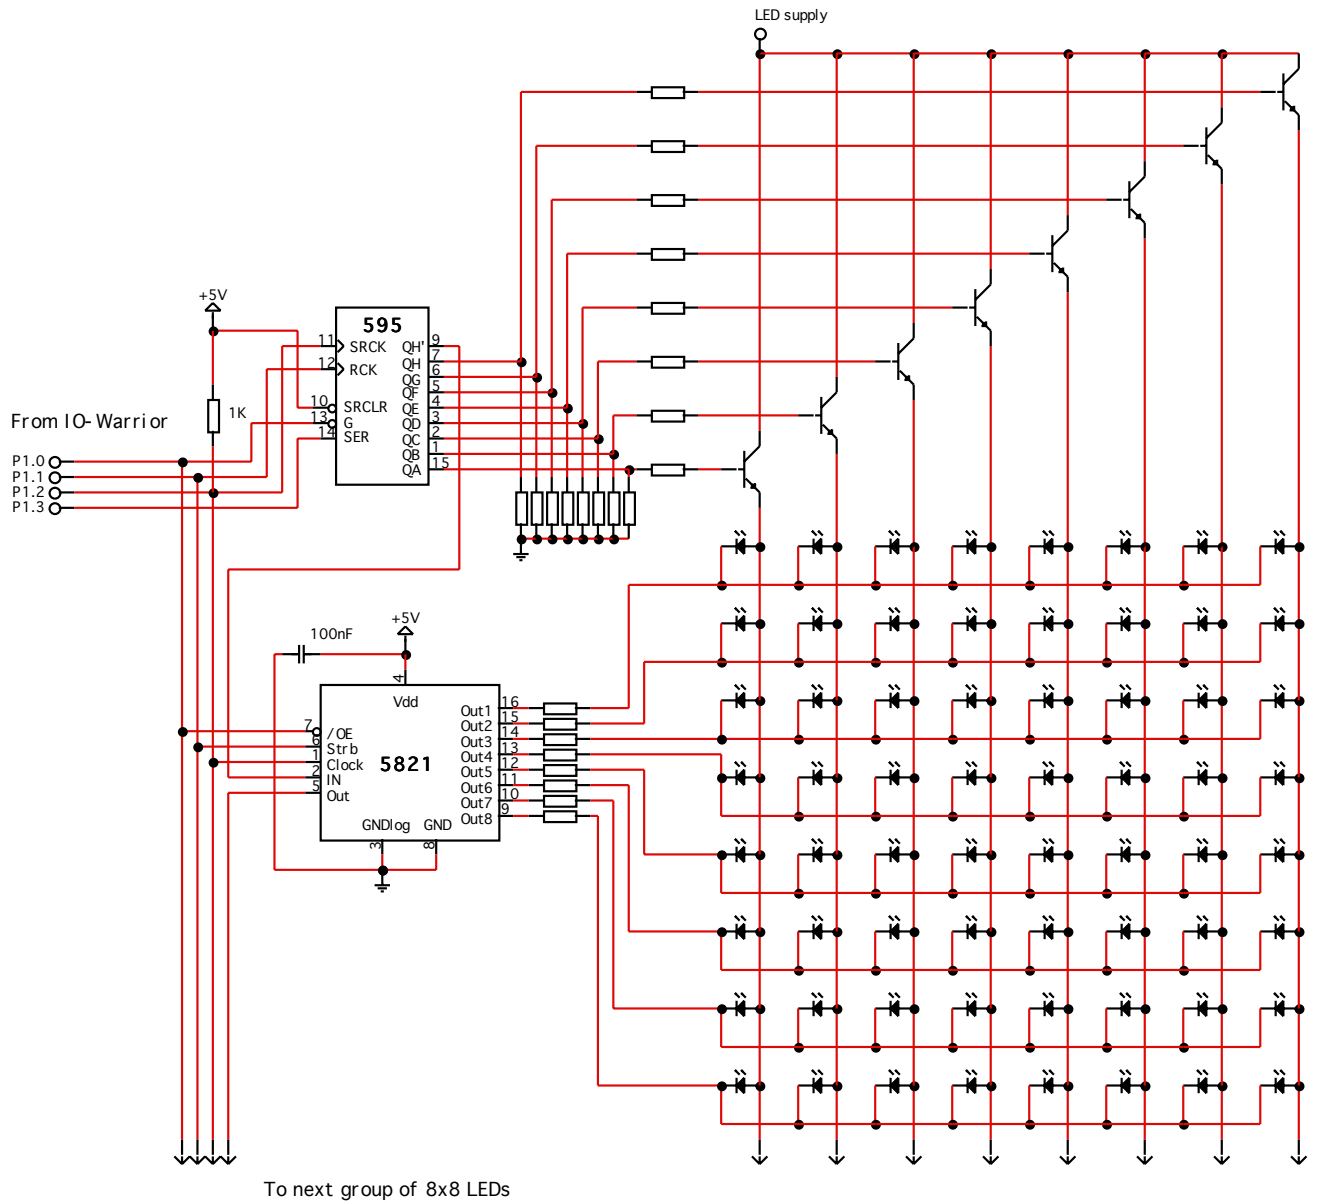 LED supply
+5V
595
11 SRCK QH' 9
12 RCK QH 7
QG 6
QF 5
10 SRCLR QE 4
13 G QD 3
14 SER QC 2
QB 1
QA 15
1K
From IO-Warrior
P1.0
P1.1
P1.2
P1.3
+5V
100nF
4
Vdd
Out1 16
Out2 15
7 /OE Out3 14
6 Strb Out4 13
1 Clock 5821 Out5 12
2 IN Out6 11
5 Out Out7 10
GNDlog GND Out8 9
3 8
To next group of 8x8 LEDs